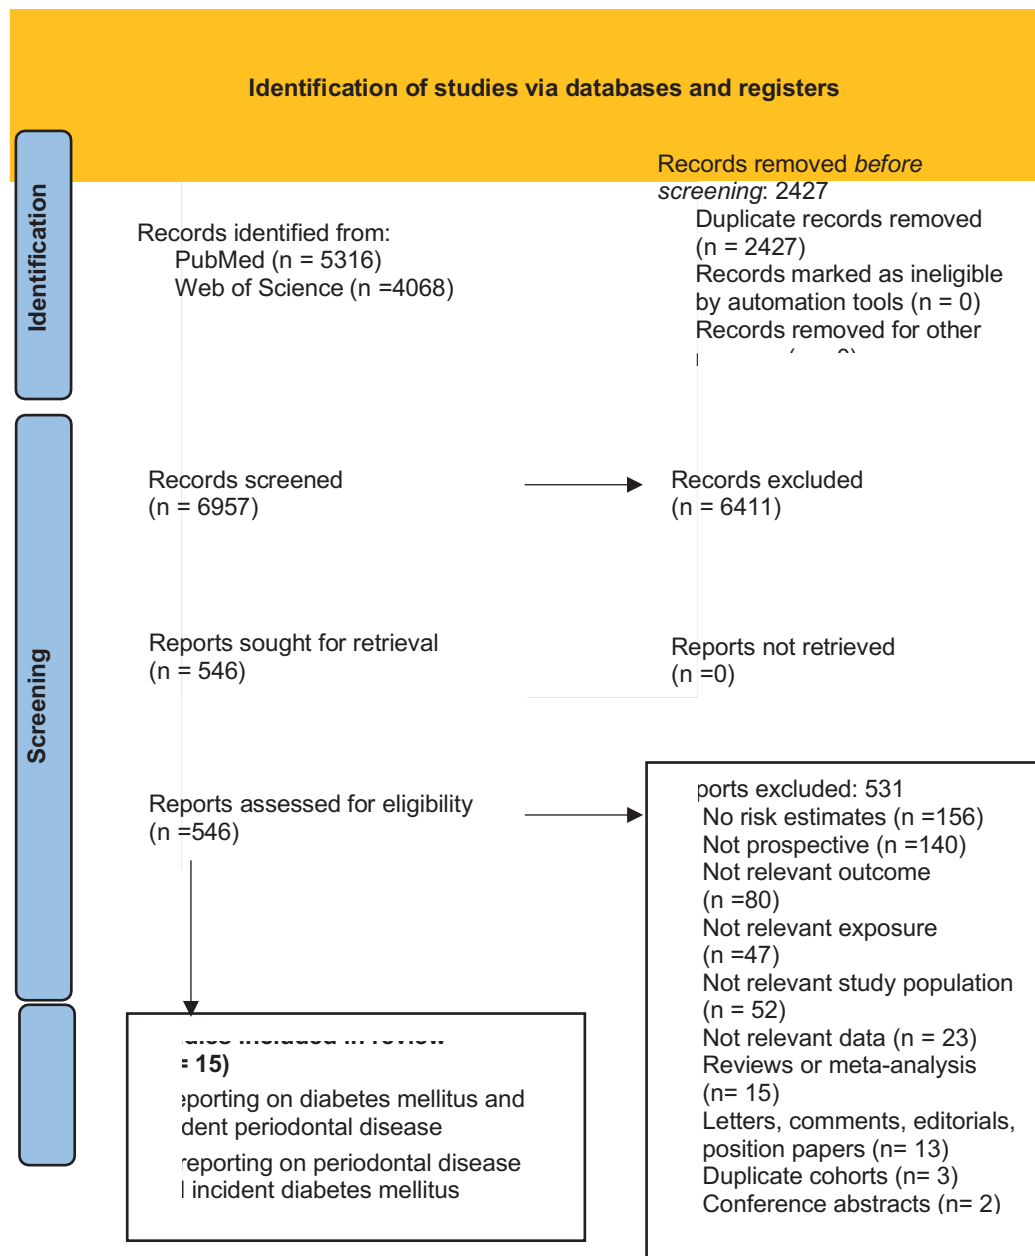 Identification of studies via databases and registers
Identification
Records identified from:
PubMed (n = 5316)
Web of Science (n =4068)
Records removed before
screening: 2427
Duplicate records removed
(n = 2427)
Records marked as ineligible
by automation tools (n = 0)
Records removed for other
Screening
Records screened
(n = 6957)
Records excluded
(n = 6411)
Reports sought for retrieval
(n = 546)
Reports not retrieved
(n =0)
Reports assessed for eligibility
(n =546)
ports excluded: 531
No risk estimates (n =156)
Not prospective (n =140)
Not relevant outcome
(n =80)
Not relevant exposure
(n =47)
Not relevant study population
(n = 52)
Not relevant data (n = 23)
Reviews or meta-analysis
(n= 15)
Letters, comments, editorials,
position papers (n= 13)
Duplicate cohorts (n= 3)
Conference abstracts (n= 2)
included in review
= 15)
porting on diabetes mellitus and
dent periodontal disease
reporting on periodontal disease
incident diabetes mellitus